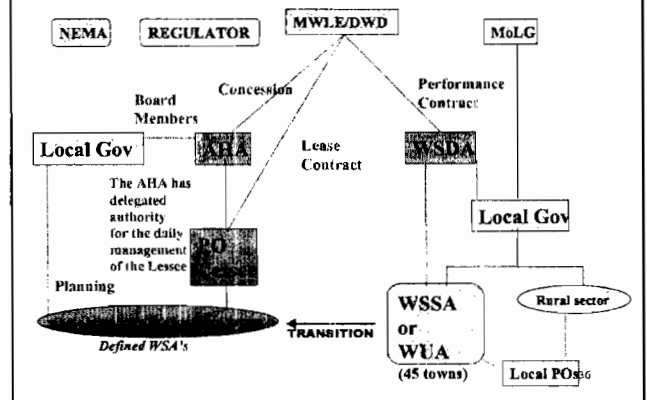 NEMA
REGULATOR
MWLE/DWD
MoLG
Concession
Performance
Contract
Board
Members
Local Gov
AHA
Lease
Contract
WSDA
The AHA has
delegated
authority
for the daily
management
of the Lessee
PO
Local Gov
Planning
Defined WSA's
TRANSITION
WSSA
or
WUA
(45 towns)
Rural sector
Local POs
36